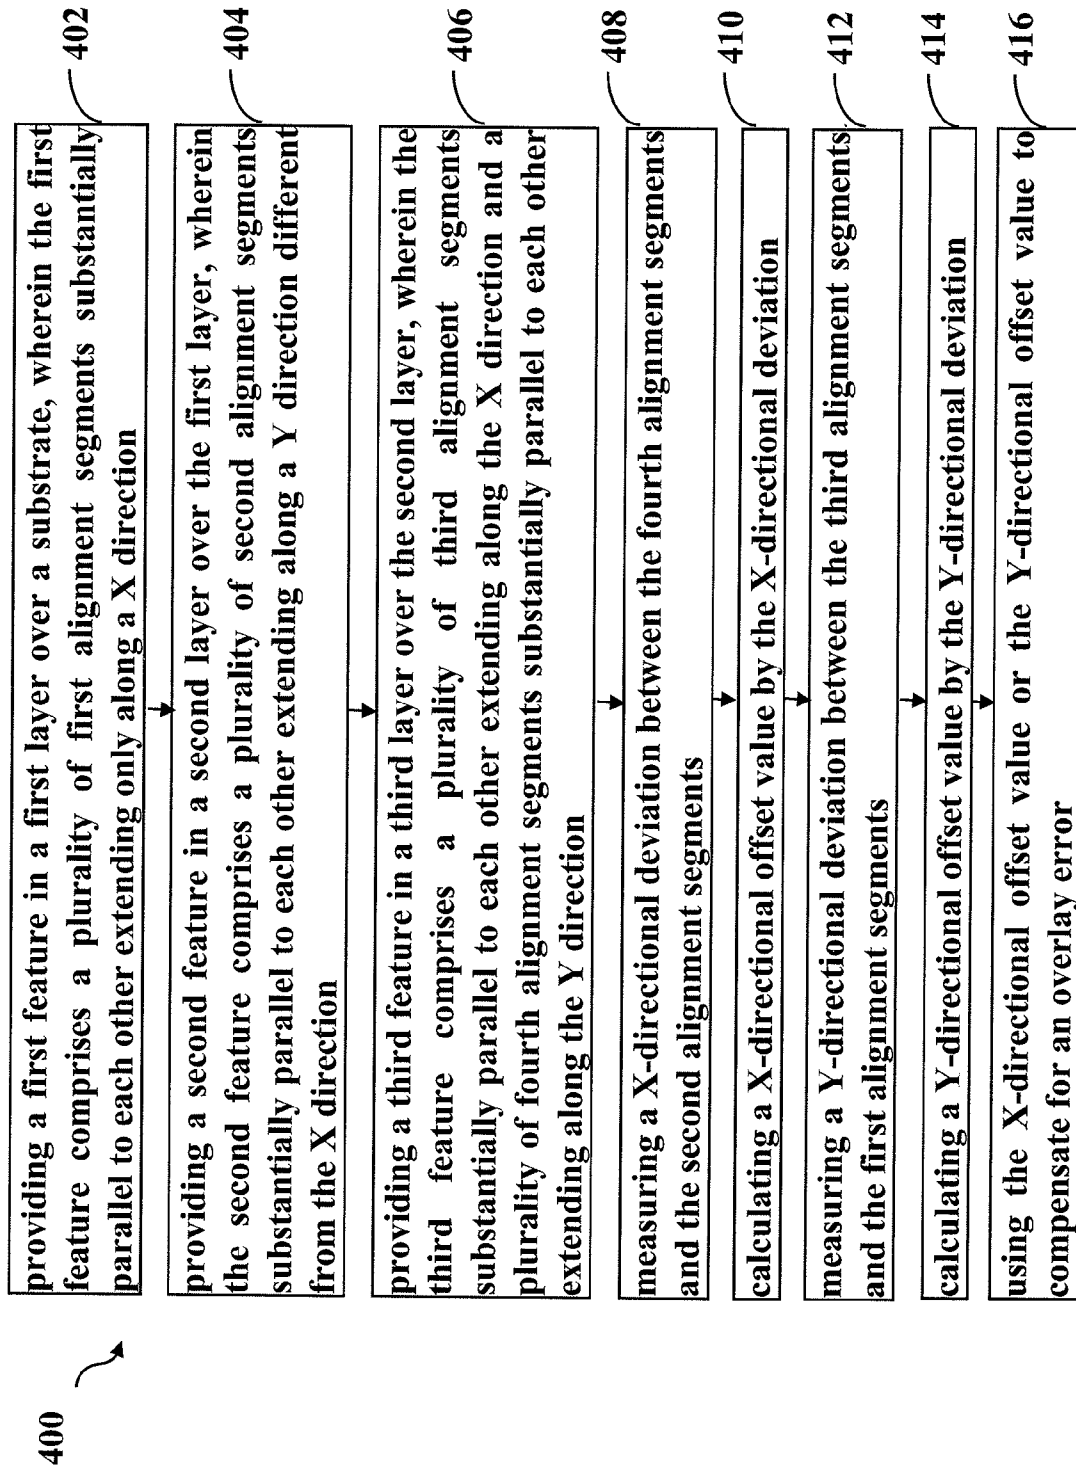 400
402
providing a first feature in a first layer over a substrate, wherein the first
feature comprises a plurality of first alignment segments substantially
parallel to each other extending only along a X direction
404
providing a second feature in a second layer over the first layer, wherein
the second feature comprises a plurality of second alignment segments
substantially parallel to each other extending along a Y direction different
from the X direction
406
providing a third feature in a third layer over the second layer, wherein the
third feature comprises a plurality of third alignment segments
substantially parallel to each other extending along the X direction and a
plurality of fourth alignment segments substantially parallel to each other
extending along the Y direction
408
measuring a X-directional deviation between the fourth alignment segments
and the second alignment segments
410
calculating a X-directional offset value by the X-directional deviation
412
measuring a Y-directional deviation between the third alignment segments
and the first alignment segments
414
calculating a Y-directional offset value by the Y-directional deviation
416
using the X-directional offset value or the Y-directional offset value to
compensate for an overlay error